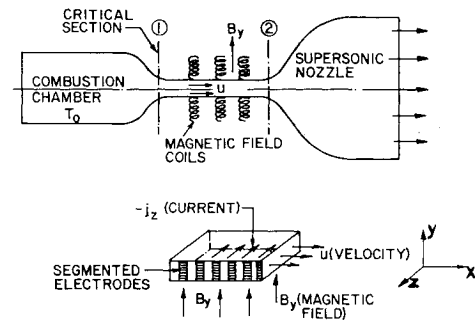 CRITICAL
SECTION
①
By
②
COMBUSTION
CHAMBER
To
u
SUPERSONIC
NOZZLE
MAGNETIC FIELD
COILS
-jz (CURRENT)
u(VELOCITY)
SEGMENTED
ELECTRODES
By
By(MAGNETIC
FIELD)
y
x
z